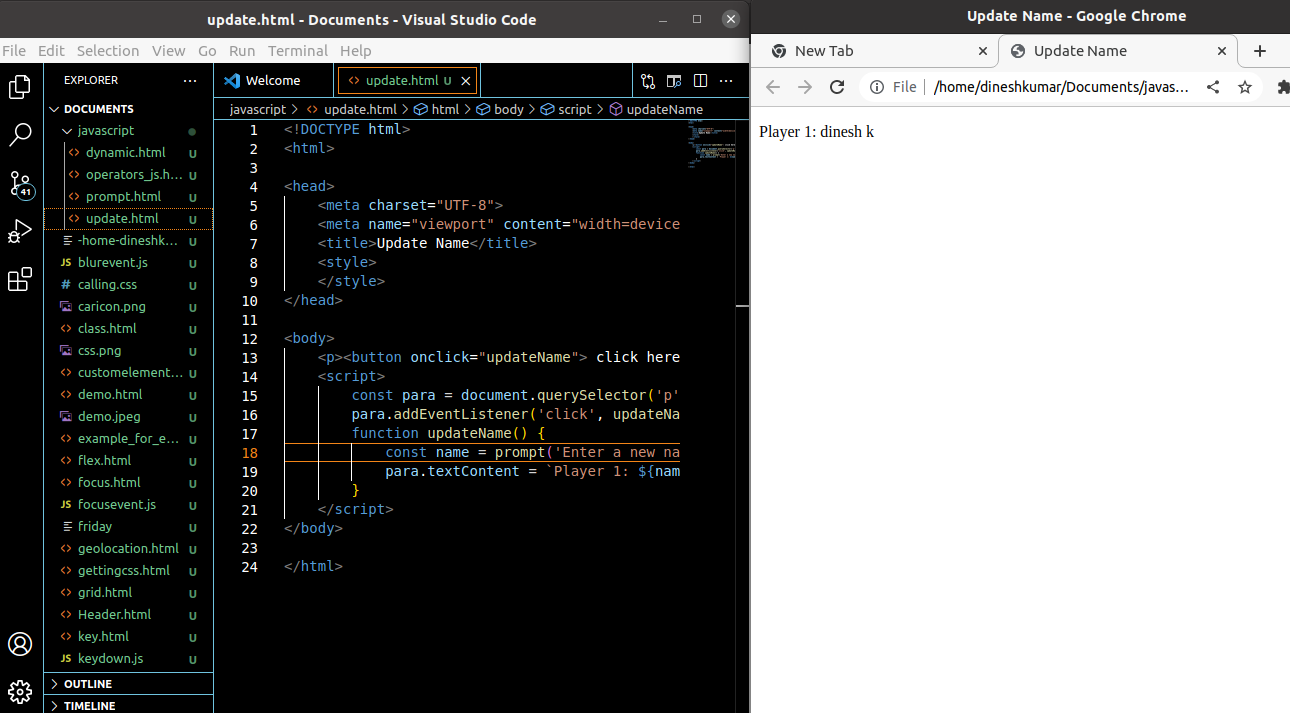 update.html - Documents - Visual Studio Code
File Edit Selection View Go Run Terminal Help
EXPLORER
DOCUMENTS
javascript
dynamic.html U
operators_js.h... U
prompt.html U
update.html U
-home-dineshk... U
JS blurevent.js U
# calling.css U
caricon.png U
class.html U
css.png U
customelement... U
demo.html U
demo.jpeg U
example_for_e... U
flex.html U
focus.html U
JS focusevent.js U
friday U
geolocation.html U
gettingcss.html U
grid.html U
Header.html U
key.html U
JS keydown.js U
OUTLINE
TIMELINE
41
Welcome
update.html U
javascript > update.html > html > body > script > updateName
1 <!DOCTYPE html>
2 <html>
3
4 <head>
5 <meta charset="UTF-8">
6 <meta name="viewport" content="width=device
7 <title>Update Name</title>
8 <style>
9 </style>
10 </head>
11
12 <body>
13 <p><button onclick="updateName"> click here
14 <script>
15 const para = document.querySelector('p'
16 para.addEventListener('click', updateNa
17 function updateName() {
18 const name = prompt('Enter a new na
19 para.textContent = `Player 1: ${nam
20 }
21 </script>
22 </body>
23
24 </html>
Update Name - Google Chrome
New Tab
Update Name
File | /home/dineshkumar/Documents/javas...
Player 1: dinesh k